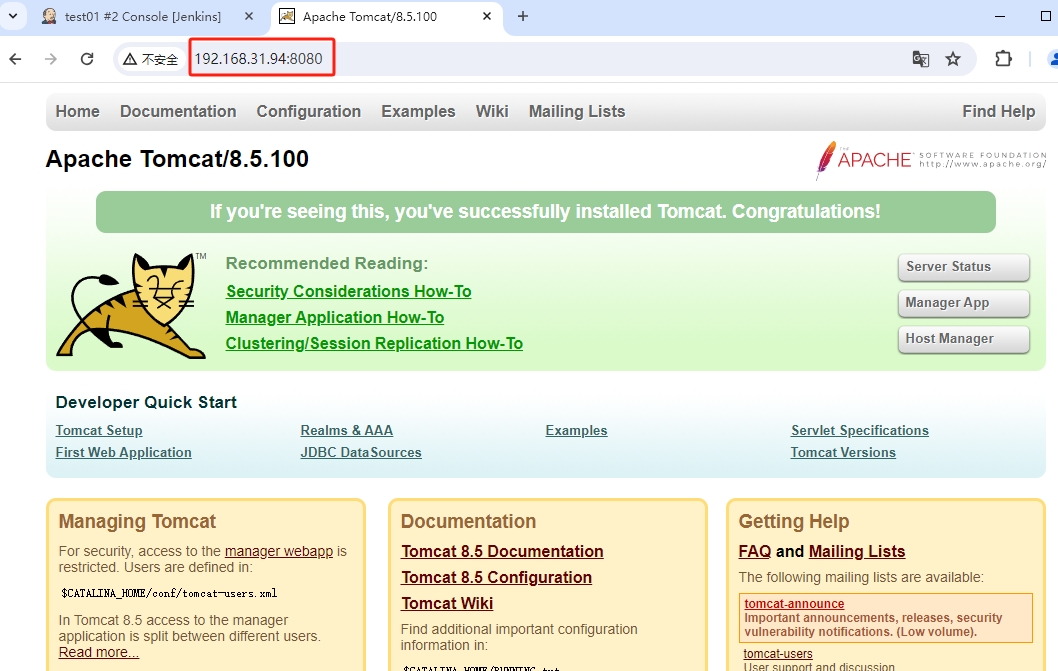 test01 #2 Console [Jenkins]
Apache Tomcat/8.5.100
不安全
192.168.31.94:8080
Home Documentation Configuration Examples Wiki Mailing Lists Find Help
Apache Tomcat/8.5.100
THE APACHE SOFTWARE FOUNDATION
http://www.apache.org/
If you're seeing this, you've successfully installed Tomcat. Congratulations!
TM
Recommended Reading:
Security Considerations How-To
Manager Application How-To
Clustering/Session Replication How-To
Server Status
Manager App
Host Manager
Developer Quick Start
Tomcat Setup
First Web Application
Realms & AAA
JDBC DataSources
Examples
Servlet Specifications
Tomcat Versions
Managing Tomcat
For security, access to the manager webapp is
restricted. Users are defined in:
$CATALINA_HOME/conf/tomcat-users.xml
In Tomcat 8.5 access to the manager
application is split between different users.
Read more...
Documentation
Tomcat 8.5 Documentation
Tomcat 8.5 Configuration
Tomcat Wiki
Find additional important configuration
information in:
$CATALINA_HOME/RUNNING.txt
Getting Help
FAQ and Mailing Lists
The following mailing lists are available:
tomcat-announce
Important announcements, releases, security
vulnerability notifications. (Low volume).
tomcat-users
User support and discussion